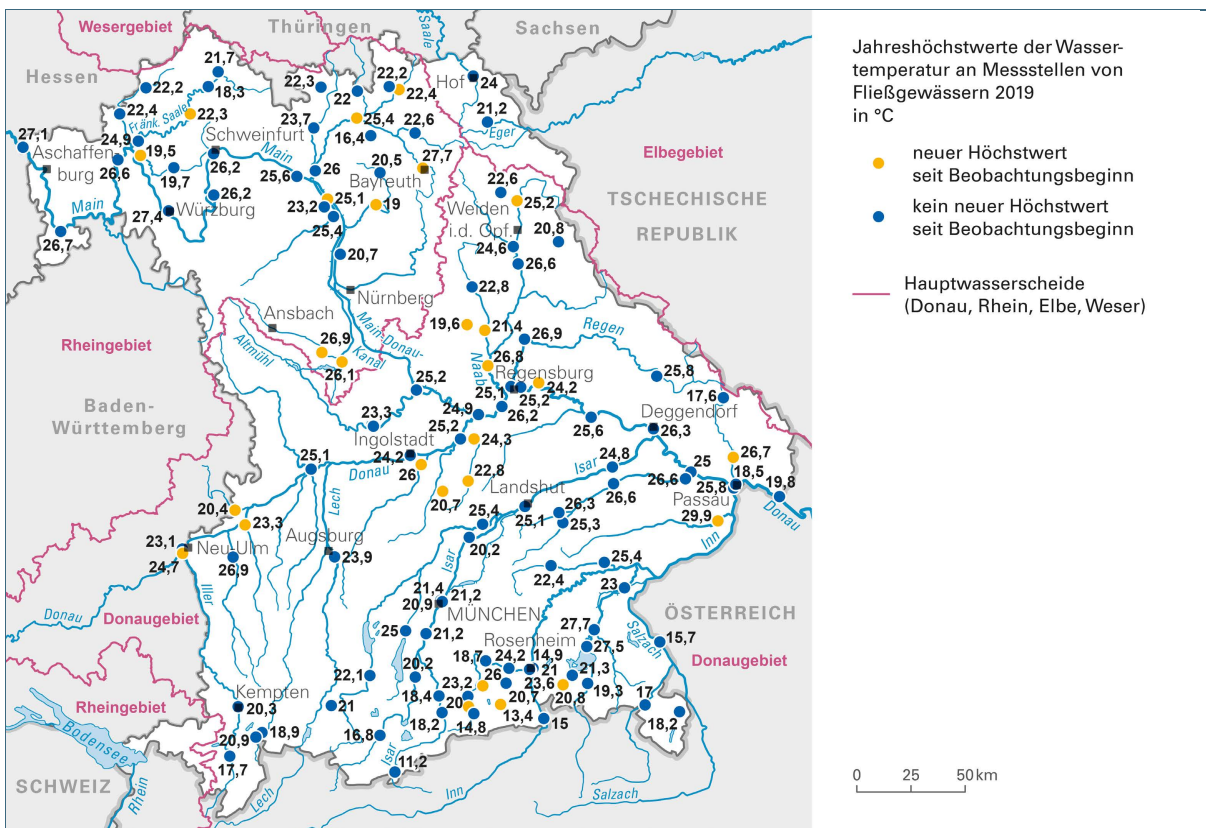 Wesergebiet
Thüringen
Sachsen
Saale
Hessen
21,7
22,2
18,3
22,3
22
22,2
22,4
Hof
24
22,4
Fränk. Saale
22,3
23,7
25,4
16,4
22,6
21,2
Eger
27,1
24,9
Schweinfurt
Aschaffen
burg
19,5
26,6
19,7
26,2
Main
25,6
26
20,5
27,7
Bayreuth
Elbegebiet
Main
26,2
27,4
Würzburg
23,2
25,1
19
25,4
22,6
25,2
Weiden
i.d. Opf.
TSCHECHISCHE
REPUBLIK
26,7
20,7
24,6
20,8
26,6
Nürnberg
22,8
Ansbach
Main-Donau-
Kanal
19,6
21,4
26,9
Regen
Rheingebiet
Altmühl
26,9
26,1
Naab
26,8
Regensburg
25,2
25,1
25,2
24,2
25,8
17,6
Baden-
Württemberg
23,3
24,9
26,2
25,6
Deggendorf
26,3
25,2
Ingolstadt
24,3
24,2
25,1
Donau
26
22,8
24,8
Isar
25
26,7
18,5
26,6
26,6
25,8
19,8
Passau
Donau
Lech
20,7
Landshut
20,4
23,3
25,4
25,1
26,3
25,3
29,9
Inn
23,1
Neu-Ulm
24,7
26,9
Augsburg
23,9
Isar
20,2
22,4
25,4
23
Iller
Donau
Donaugebiet
21,4
21,2
20,9
MÜNCHEN
ÖSTERREICH
25
21,2
Rosenheim
27,7
27,5
Salzach
15,7
Donaugebiet
22,1
20,2
18,7
24,2
14,9
21
26
23,6
21,3
19,3
20,8
17
Rheingebiet
Kempten
20,3
21
18,4
23,2
20
20,7
18,2
14,8
13,4
15
18,2
Bodensee
20,9
18,9
16,8
17,7
Isar
11,2
SCHWEIZ
Rhein
Lech
Inn
Salzach
Jahreshöchstwerte der Wasser-
temperatur an Messstellen von
Fließgewässern 2019
in °C
neuer Höchstwert
seit Beobachtungsbeginn
kein neuer Höchstwert
seit Beobachtungsbeginn
Hauptwasserscheide
(Donau, Rhein, Elbe, Weser)
0 25 50 km